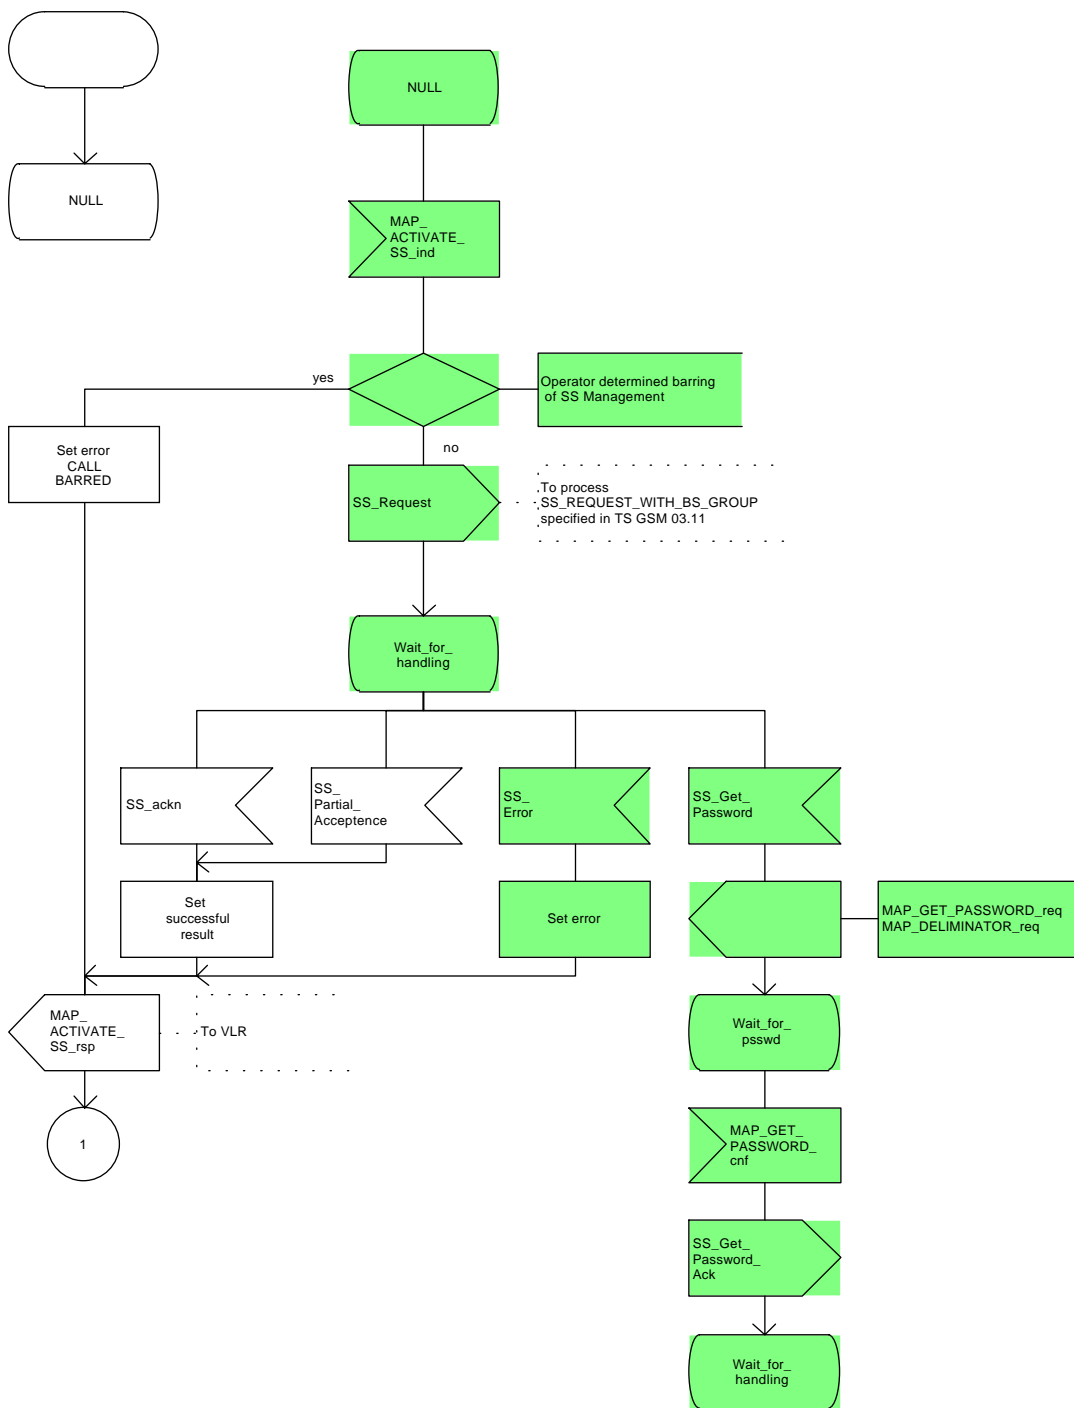 NULL
NULL
MAP_
ACTIVATE_
SS_ind
yes
Operator determined barring
of SS Management
no
Set error
CALL
BARRED
SS_Request
To process
SS_REQUEST_WITH_BS_GROUP
specified in TS GSM 03.11
Wait_for_
handling
SS_ackn
SS_
Partial_
Acceptence
SS_
Error
SS_Get_
Password
Set
successful
result
Set error
MAP_GET_PASSWORD_req
MAP_DELIMINATOR_req
MAP_
ACTIVATE_
SS_rsp
To VLR
Wait_for_
psswd
1
MAP_GET_
PASSWORD_
cnf
SS_Get_
Password_
Ack
Wait_for_
handling